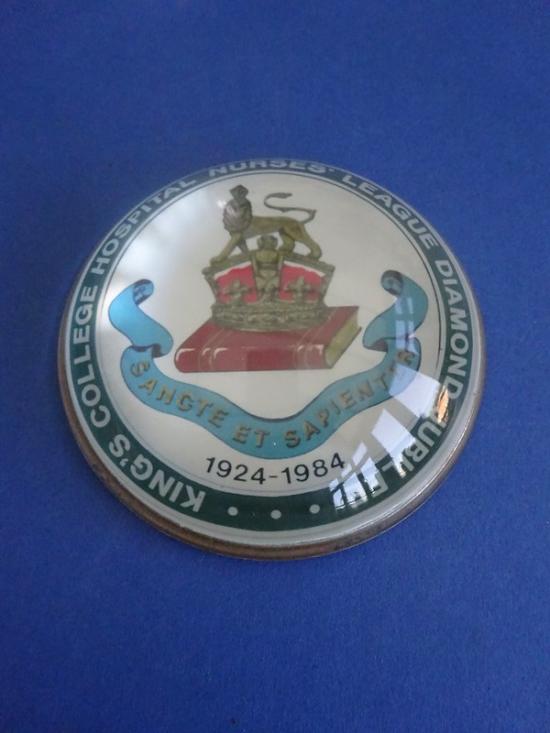 KING'S COLLEGE HOSPITAL NURSES' LEAGUE DIAMOND JUBILEE
SANCTE ET SAPIENTER
1924-1984